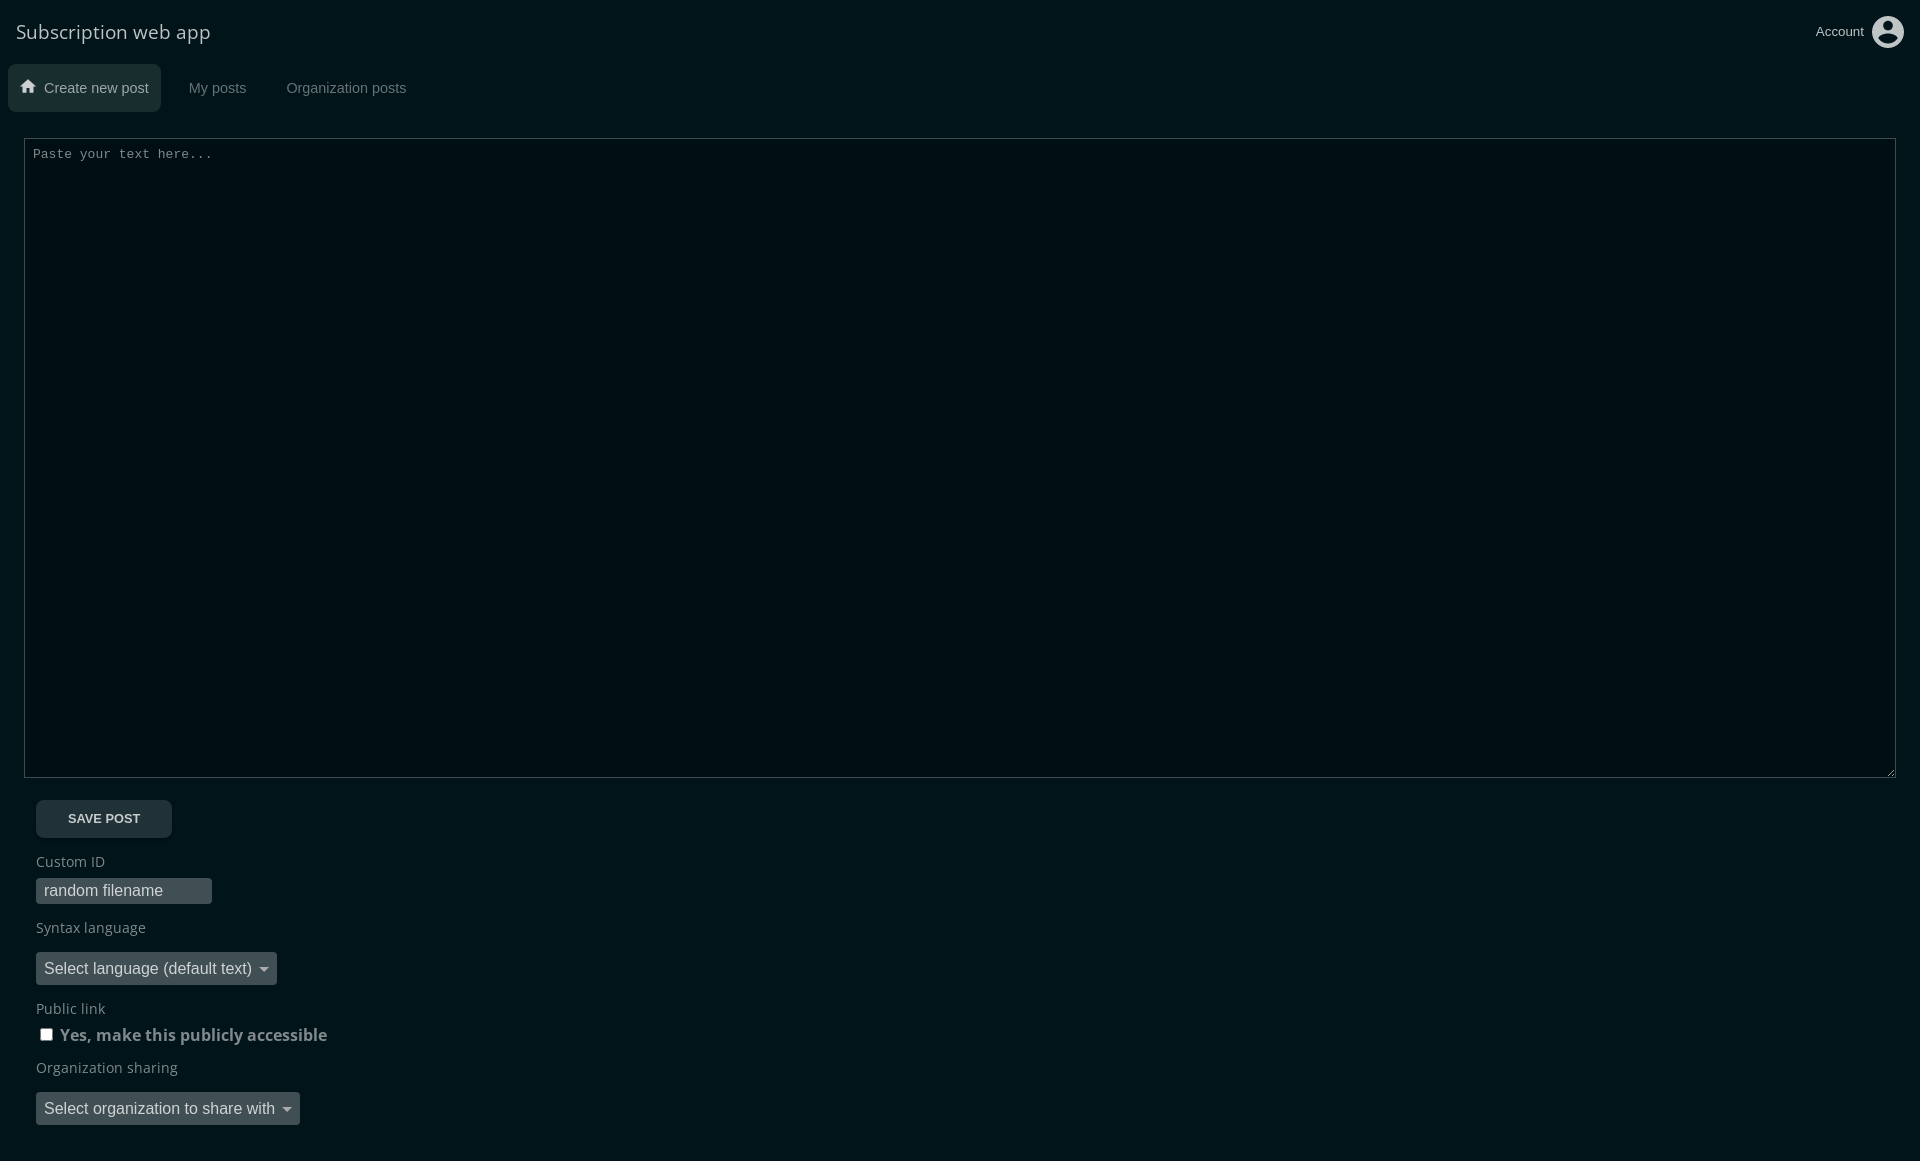 Subscription web app
Account
Create new post
My posts
Organization posts
Paste your text here...
SAVE POST
Custom ID
random filename
Syntax language
Select language (default text)
Public link
Yes, make this publicly accessible
Organization sharing
Select organization to share with